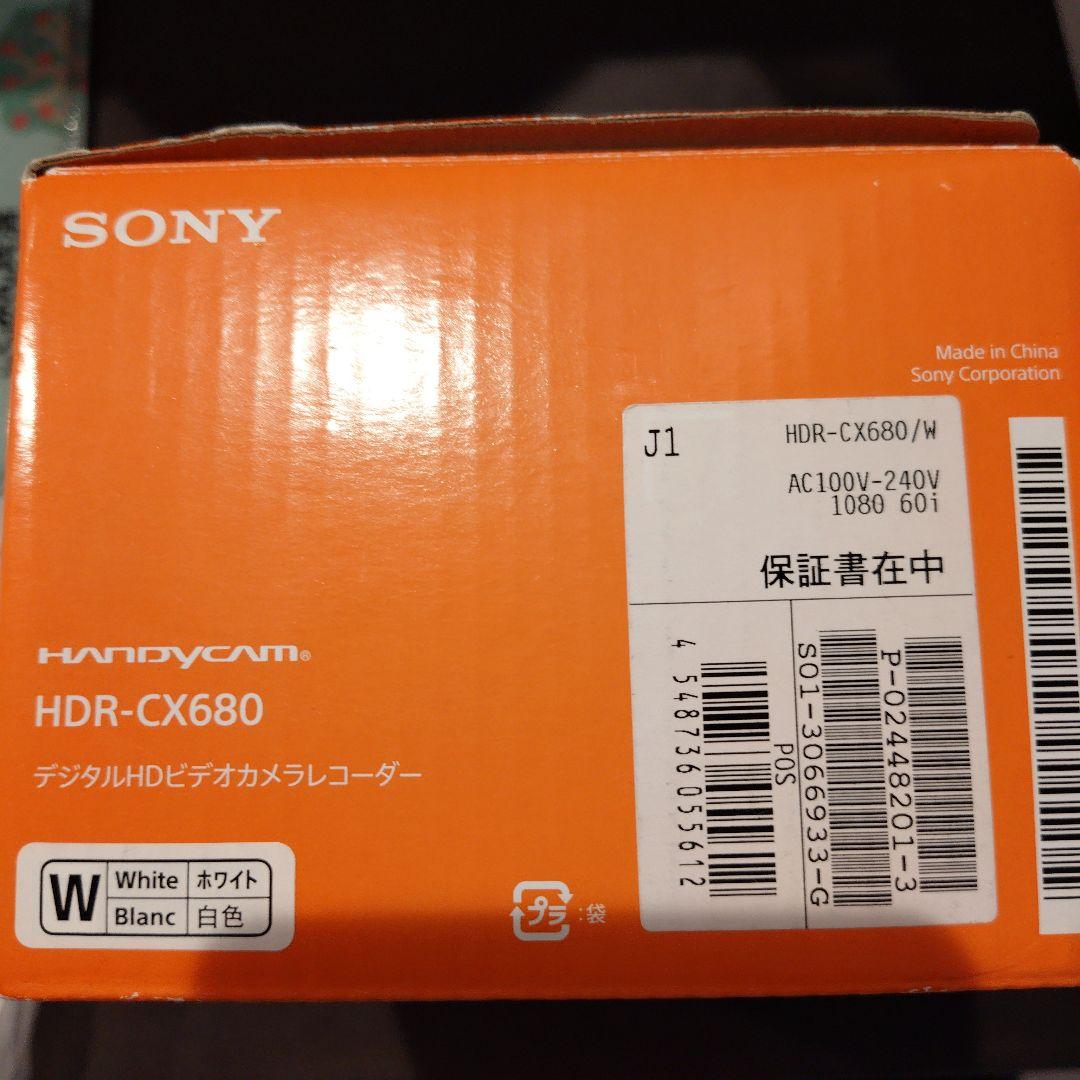 SONY
Made in China
Sony Corporation
J1
HDR-CX680/W
AC100V-240V
1080 60i
保証書在中
4 548736 055612
POS
S01-3066933-G
P-02448201-3
HANDYCAM®
HDR-CX680
デジタルHDビデオカメラレコーダー
W
White ホワイト
Blanc 白色
プラ :袋